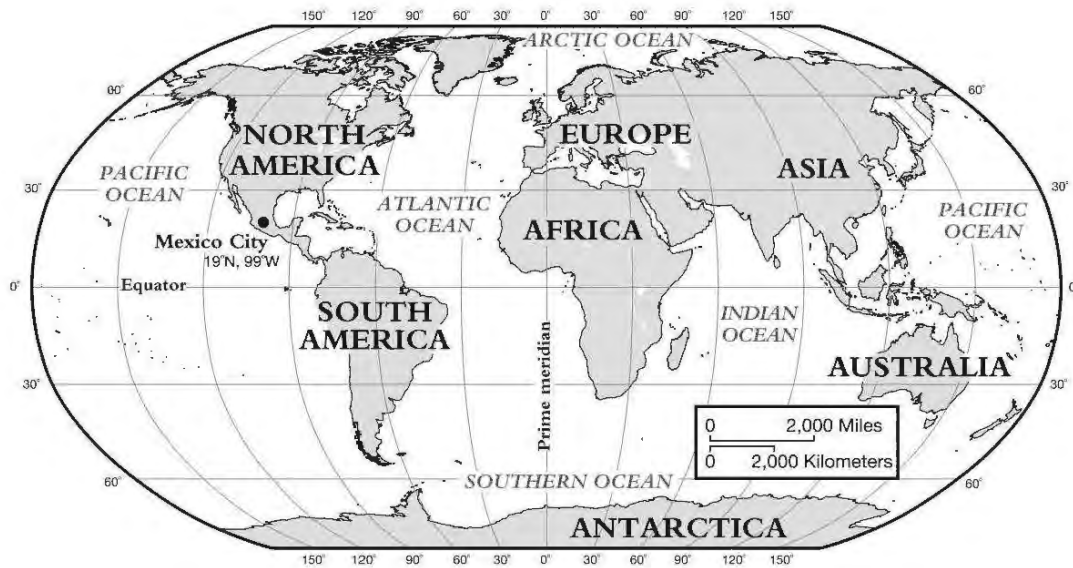 150° 120° 90° 60° 30° 0° 30° 60° 90° 120° 150°
ARCTIC OCEAN
60° 60°
NORTH
AMERICA
EUROPE
ASIA
PACIFIC
OCEAN
30° 30°
ATLANTIC
OCEAN
AFRICA
PACIFIC
OCEAN
Mexico City
19°N, 99°W
Equator
0° 0°
SOUTH
AMERICA
INDIAN
OCEAN
Prime meridian
AUSTRALIA
30° 30°
0 2,000 Miles
0 2,000 Kilometers
SOUTHERN OCEAN
60° 60°
ANTARCTICA
150° 120° 90° 60° 30° 0° 30° 60° 90° 120° 150°